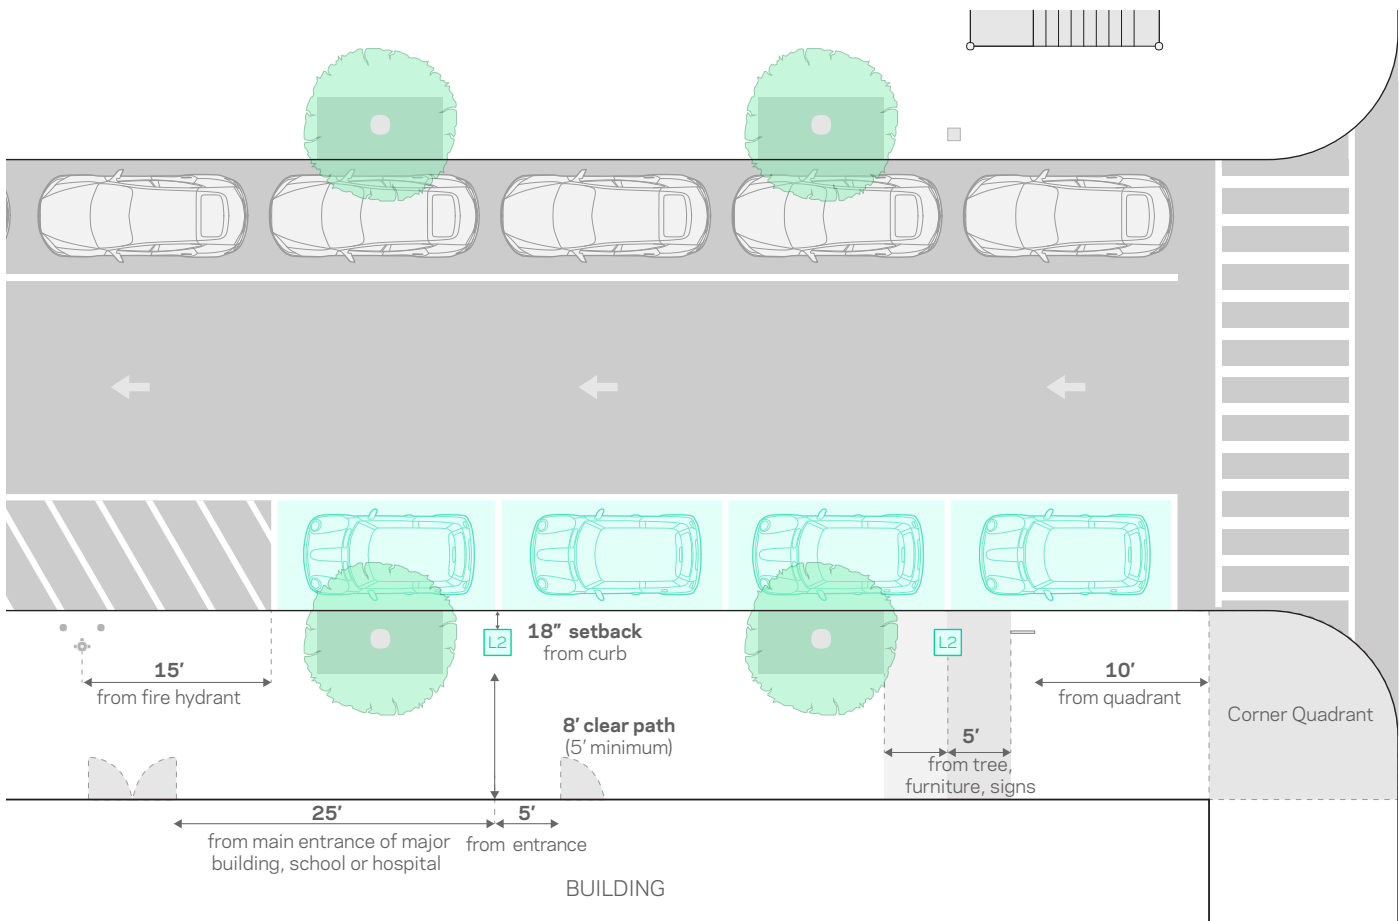 L2
18” setback
from curb
L2
15’
from fire hydrant
10’
from quadrant
Corner Quadrant
8’ clear path
(5’ minimum)
5’
from tree,
furniture, signs
25’
from main entrance of major
building, school or hospital
5’
from entrance
BUILDING